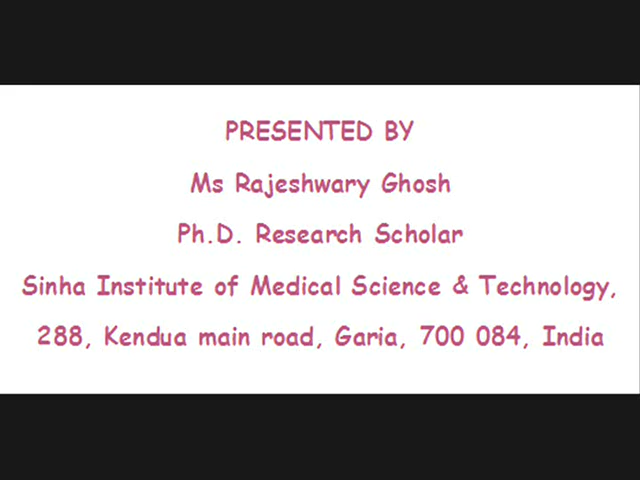 PRESENTED BY
Ms Rajeshwary Ghosh
Ph.D. Research Scholar
Sinha Institute of Medical Science & Technology,
288, Kendua main road, Garia, 700 084, India